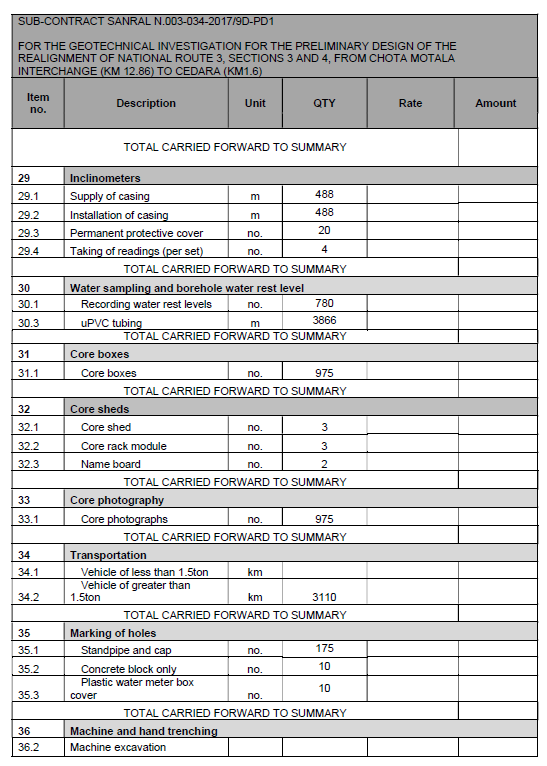 SUB-CONTRACT SANRAL N.003-034-2017/9D-PD1
FOR THE GEOTECHNICAL INVESTIGATION FOR THE PRELIMINARY DESIGN OF THE
REALIGNMENT OF NATIONAL ROUTE 3, SECTIONS 3 AND 4, FROM CHOTA MOTALA
INTERCHANGE (KM 12.86) TO CEDARA (KM1.6)
Item no. Description Unit QTY Rate Amount
TOTAL CARRIED FORWARD TO SUMMARY
29 Inclinometers
29.1 Supply of casing m 488
29.2 Installation of casing m 488
29.3 Permanent protective cover no. 20
29.4 Taking of readings (per set) no. 4
TOTAL CARRIED FORWARD TO SUMMARY
30 Water sampling and borehole water rest level
30.1 Recording water rest levels no. 780
30.3 uPVC tubing m 3866
TOTAL CARRIED FORWARD TO SUMMARY
31 Core boxes
31.1 Core boxes no. 975
TOTAL CARRIED FORWARD TO SUMMARY
32 Core sheds
32.1 Core shed no. 3
32.2 Core rack module no. 3
32.3 Name board no. 2
TOTAL CARRIED FORWARD TO SUMMARY
33 Core photography
33.1 Core photographs no. 975
TOTAL CARRIED FORWARD TO SUMMARY
34 Transportation
34.1 Vehicle of less than 1.5ton km
Vehicle of greater than
34.2 1.5ton km 3110
TOTAL CARRIED FORWARD TO SUMMARY
35 Marking of holes
35.1 Standpipe and cap no. 175
35.2 Concrete block only no. 10
Plastic water meter box
35.3 cover no. 10
TOTAL CARRIED FORWARD TO SUMMARY
36 Machine and hand trenching
36.2 Machine excavation